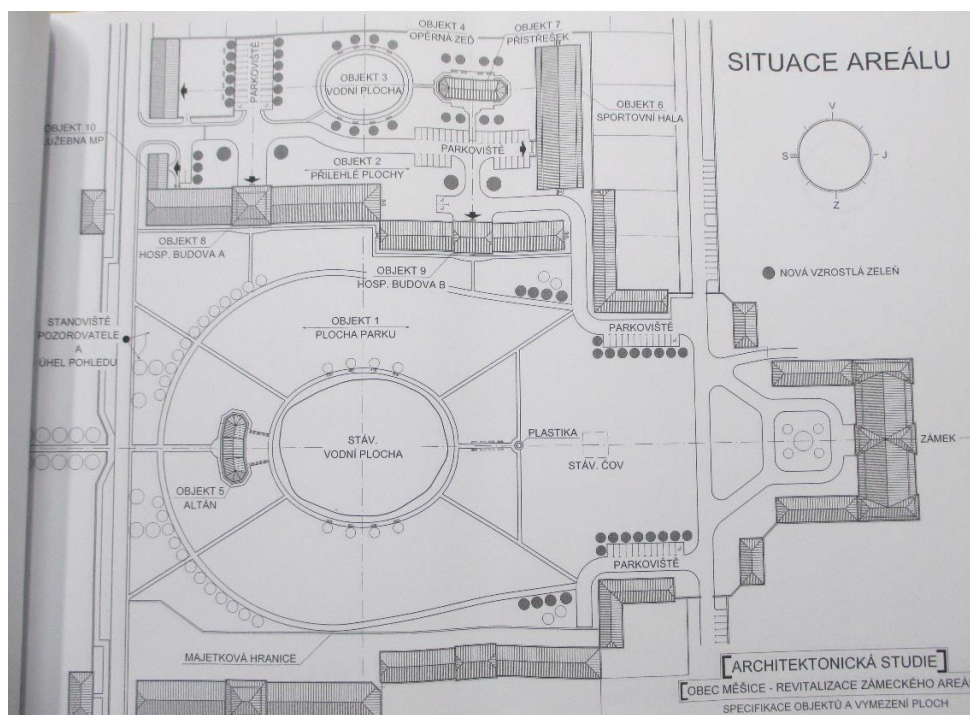 SITUACE AREÁLU
V
S
J
Z
NOVÁ VZROSTLÁ ZELEŇ
OBJEKT 4
OPĚRNÁ ZEĎ
OBJEKT 7
PŘÍSTŘEŠEK
PARKOVIŠTĚ
OBJEKT 3
VODNÍ PLOCHA
OBJEKT 6
SPORTOVNÍ HALA
OBJEKT 10
MP
PARKOVIŠTĚ
OBJEKT 2
PŘILEHLÉ PLOCHY
OBJEKT 8
HOSP. BUDOVA A
OBJEKT 9
HOSP. BUDOVA B
STANOVIŠTĚ
POZOROVATELE
A
ÚHEL POHLEDU
OBJEKT 1
PLOCHA PARKU
PARKOVIŠTĚ
STÁV.
VODNÍ PLOCHA
PLASTIKA
STÁV. ČOV
ZÁMEK
OBJEKT 5
ALTÁN
PARKOVIŠTĚ
MAJETKOVÁ HRANICE
[ARCHITEKTONICKÁ STUDIE]
[OBEC MĚŠICE - REVITALIZACE ZÁMECKÉHO
SPECIFIKACE OBJEKTŮ A VYMEZENÍ PLOCH